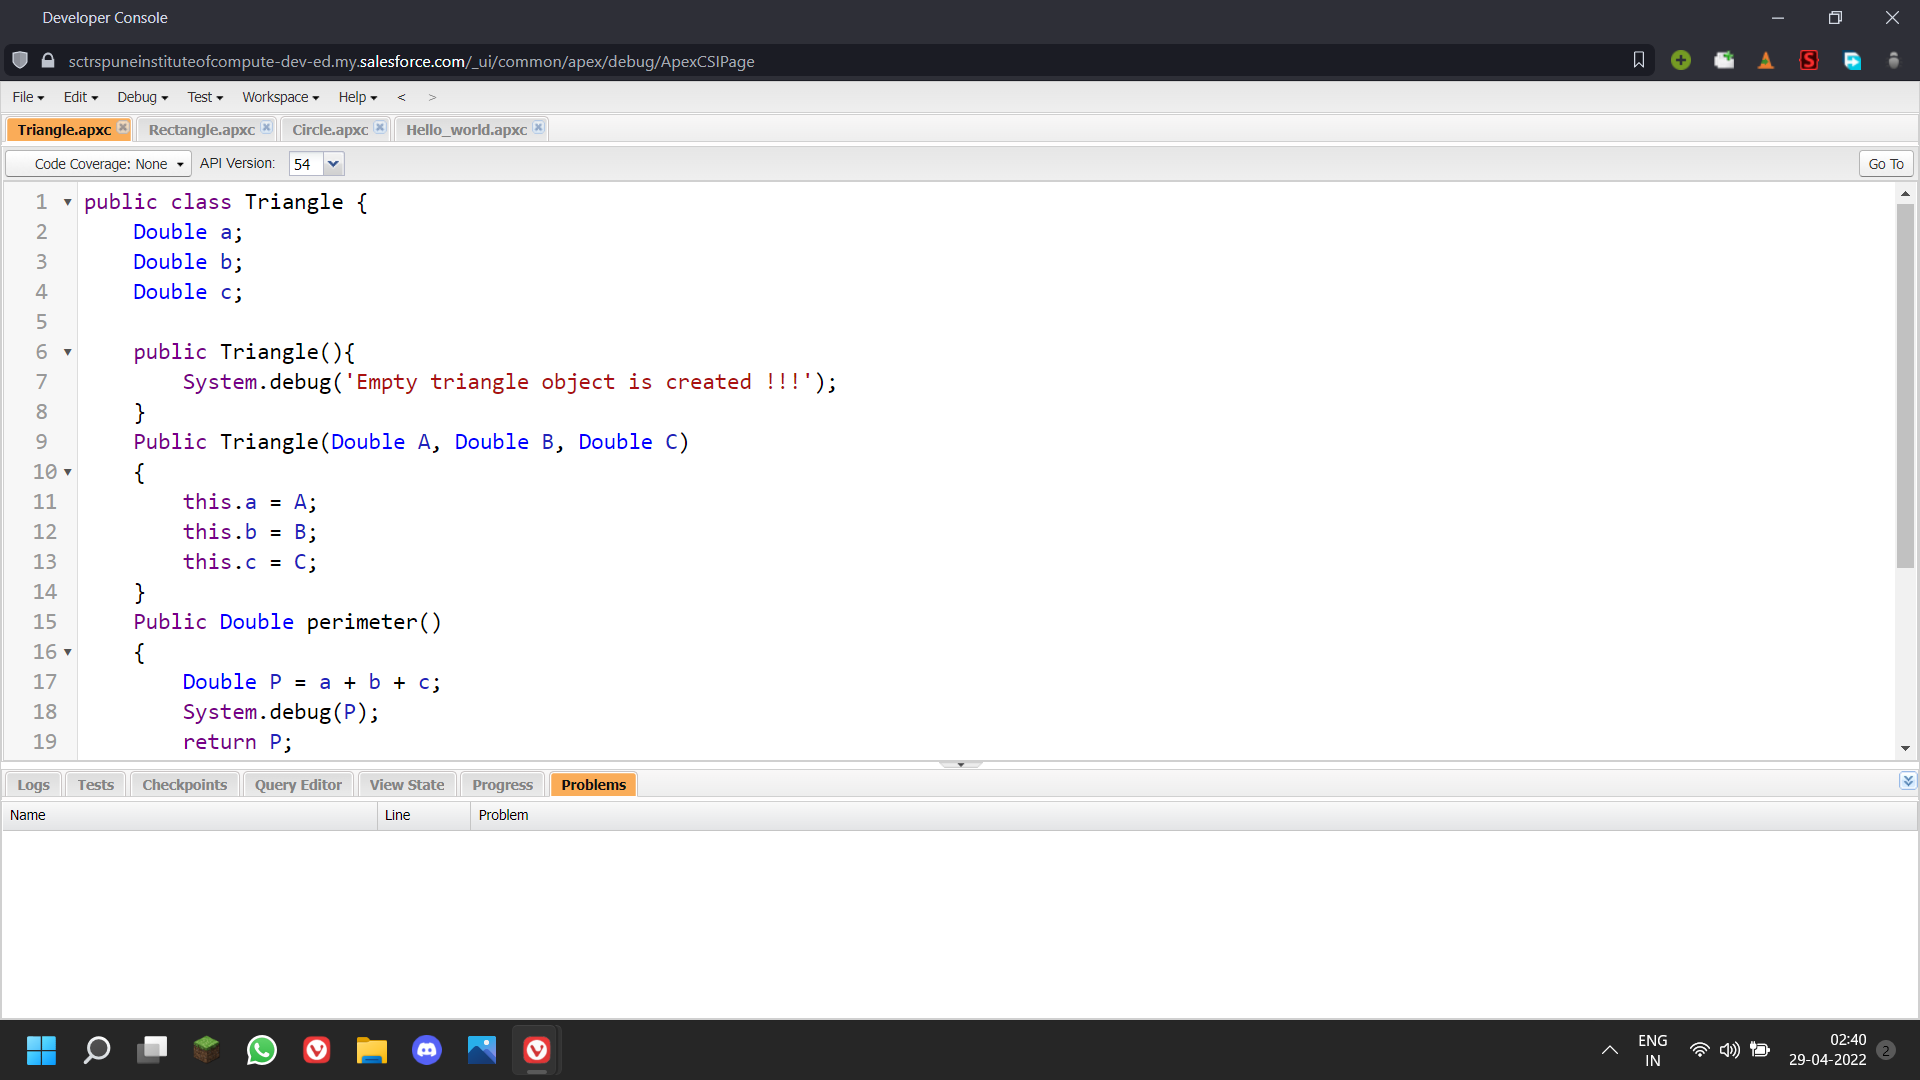 Developer Console
sctrspuneinstituteofcompute-dev-ed.my.salesforce.com/_ui/common/apex/debug/ApexCSIPage
File Edit Debug Test Workspace Help < >
Triangle.apxc Rectangle.apxc Circle.apxc Hello_world.apxc
Code Coverage: None API Version: 54 Go To
1 public class Triangle {
2 Double a;
3 Double b;
4 Double c;
5
6 public Triangle(){
7 System.debug('Empty triangle object is created !!!');
8 }
9 Public Triangle(Double A, Double B, Double C)
10 {
11 this.a = A;
12 this.b = B;
13 this.c = C;
14 }
15 Public Double perimeter()
16 {
17 Double P = a + b + c;
18 System.debug(P);
19 return P;
Logs Tests Checkpoints Query Editor View State Progress Problems
Name Line Problem
ENG
IN
02:40
29-04-2022
2